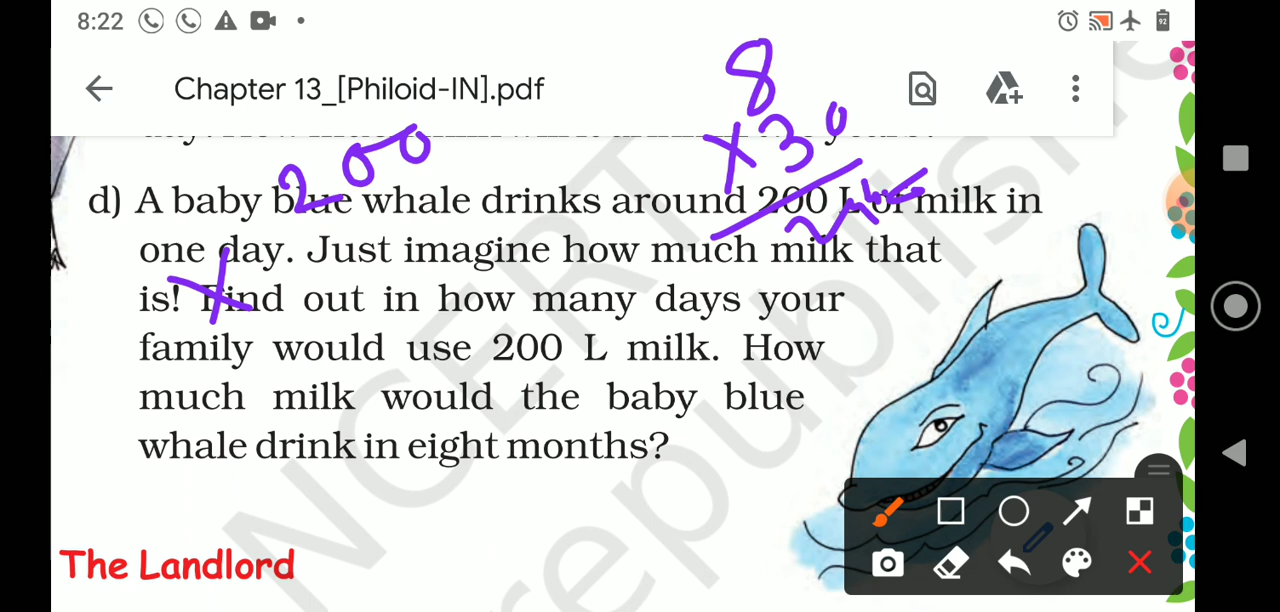 8:22
92
Chapter 13_[Philoid-IN].pdf
8
200
X 30
d) A baby blue whale drinks around 200 L of milk in
one day. Just imagine how much milk that
X
is! Find out in how many days your
family would use 200 L milk. How
much milk would the baby blue
whale drink in eight months?
The Landlord